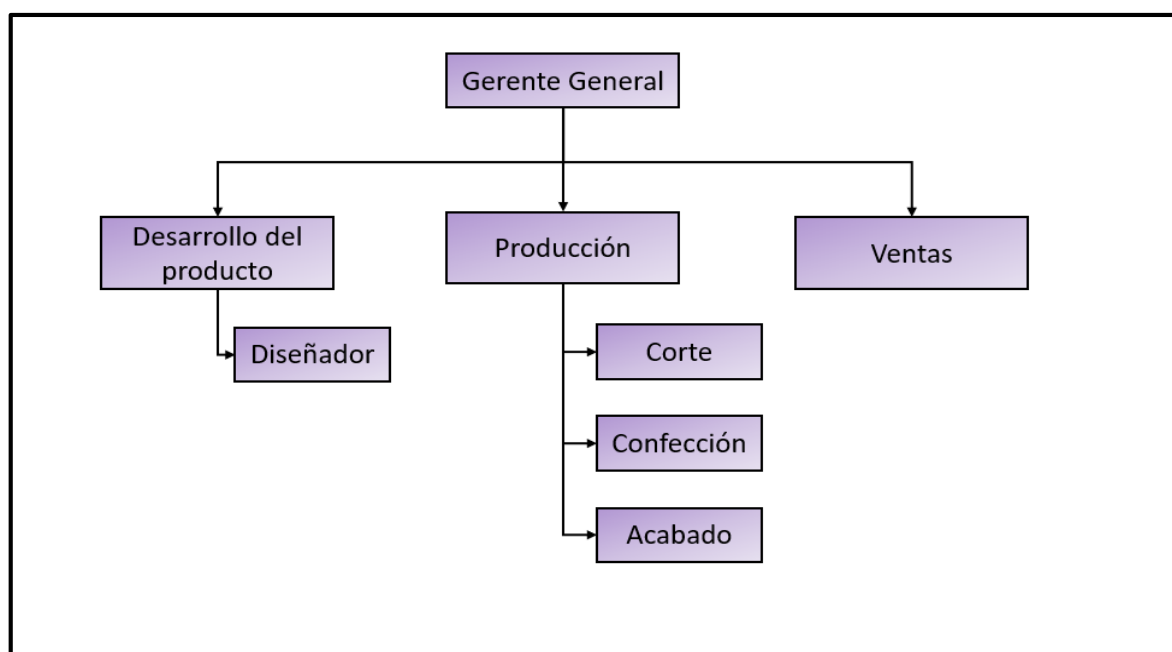 Gerente General
Desarrollo del
producto
Producción
Ventas
Diseñador
Corte
Confección
Acabado